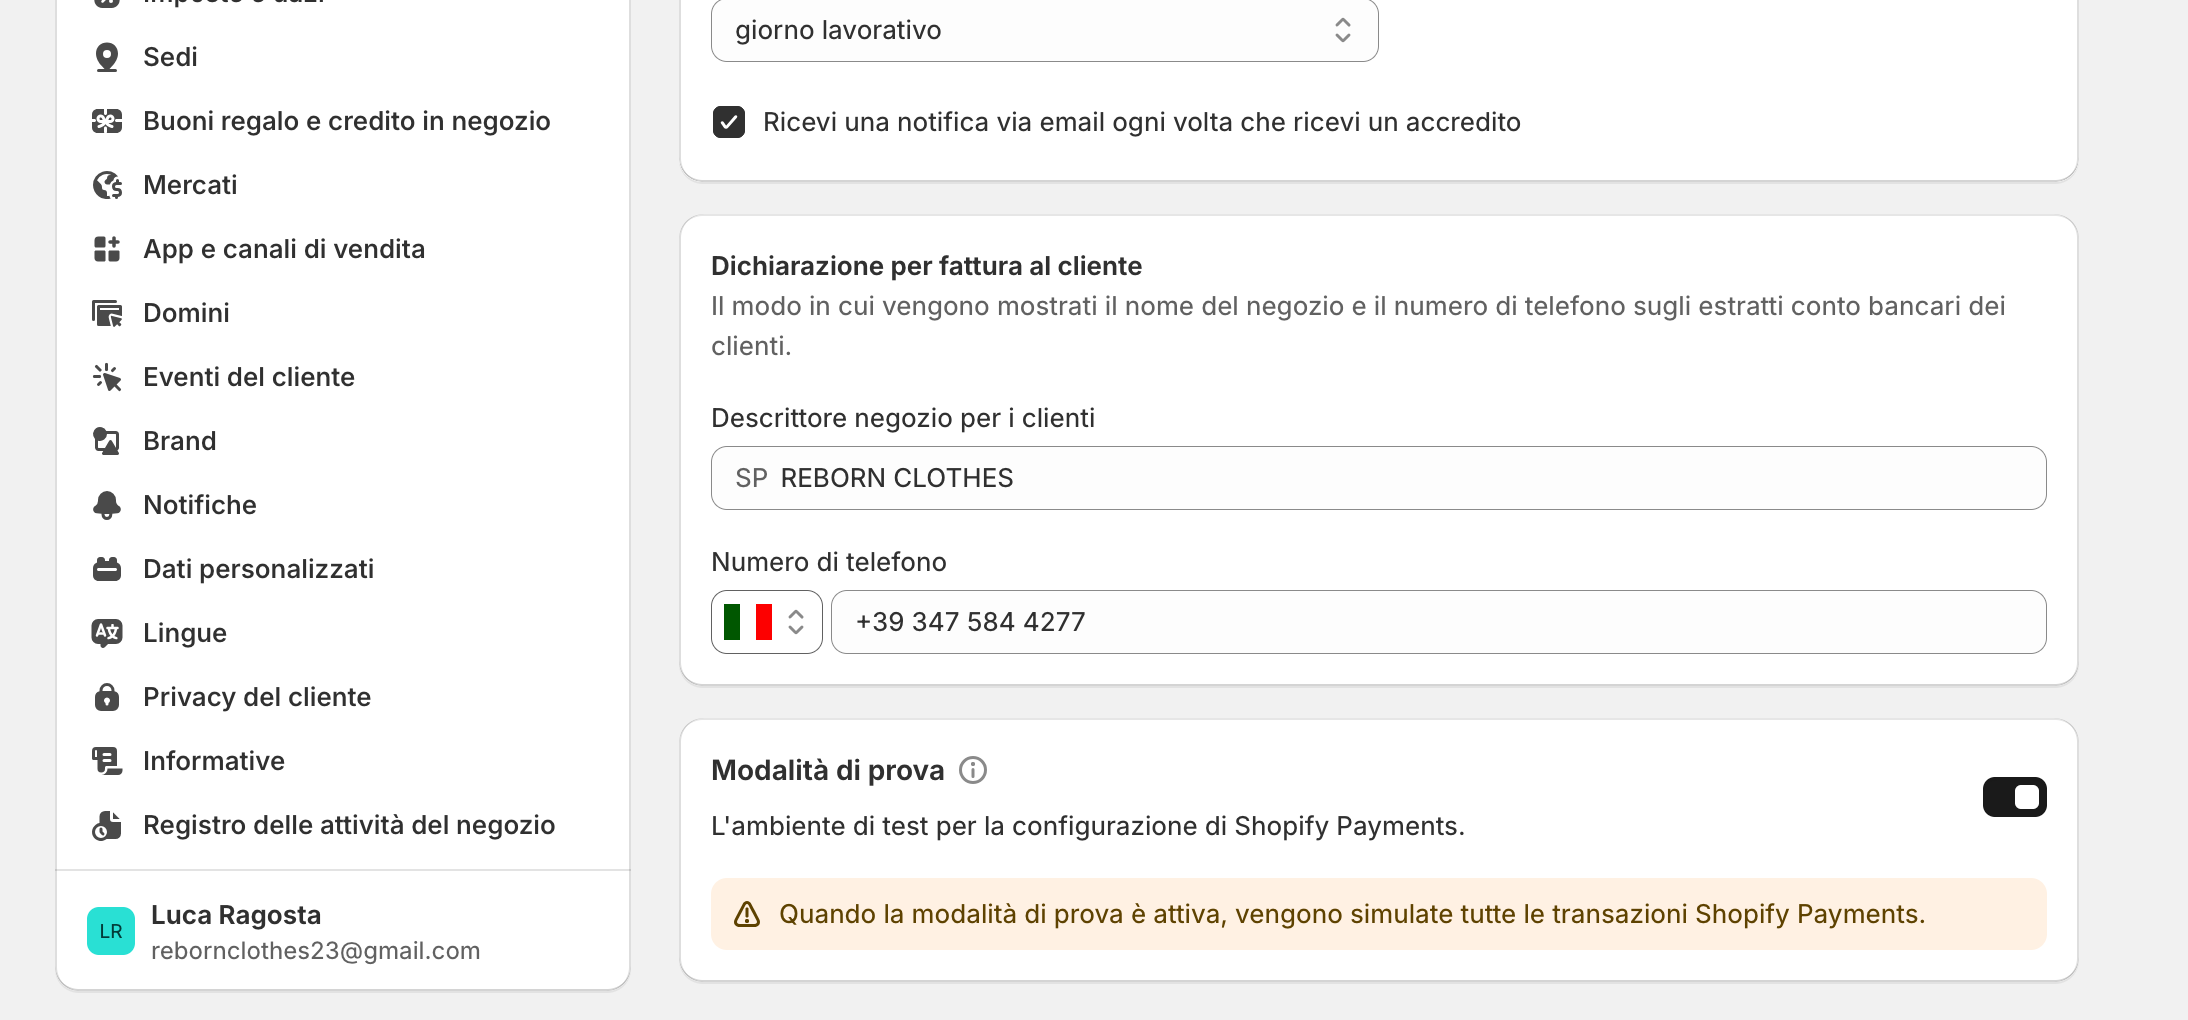 Sedi
Buoni regalo e credito in negozio
Mercati
App e canali di vendita
Domini
Eventi del cliente
Brand
Notifiche
Dati personalizzati
Lingue
Privacy del cliente
Informative
Registro delle attività del negozio
LR
Luca Ragosta
rebornclothes23@gmail.com
giorno lavorativo
Ricevi una notifica via email ogni volta che ricevi un accredito
Dichiarazione per fattura al cliente
Il modo in cui vengono mostrati il nome del negozio e il numero di telefono sugli estratti conto bancari dei
clienti.
Descrittore negozio per i clienti
SP REBORN CLOTHES
Numero di telefono
+39 347 584 4277
Modalità di prova
L'ambiente di test per la configurazione di Shopify Payments.
Quando la modalità di prova è attiva, vengono simulate tutte le transazioni Shopify Payments.